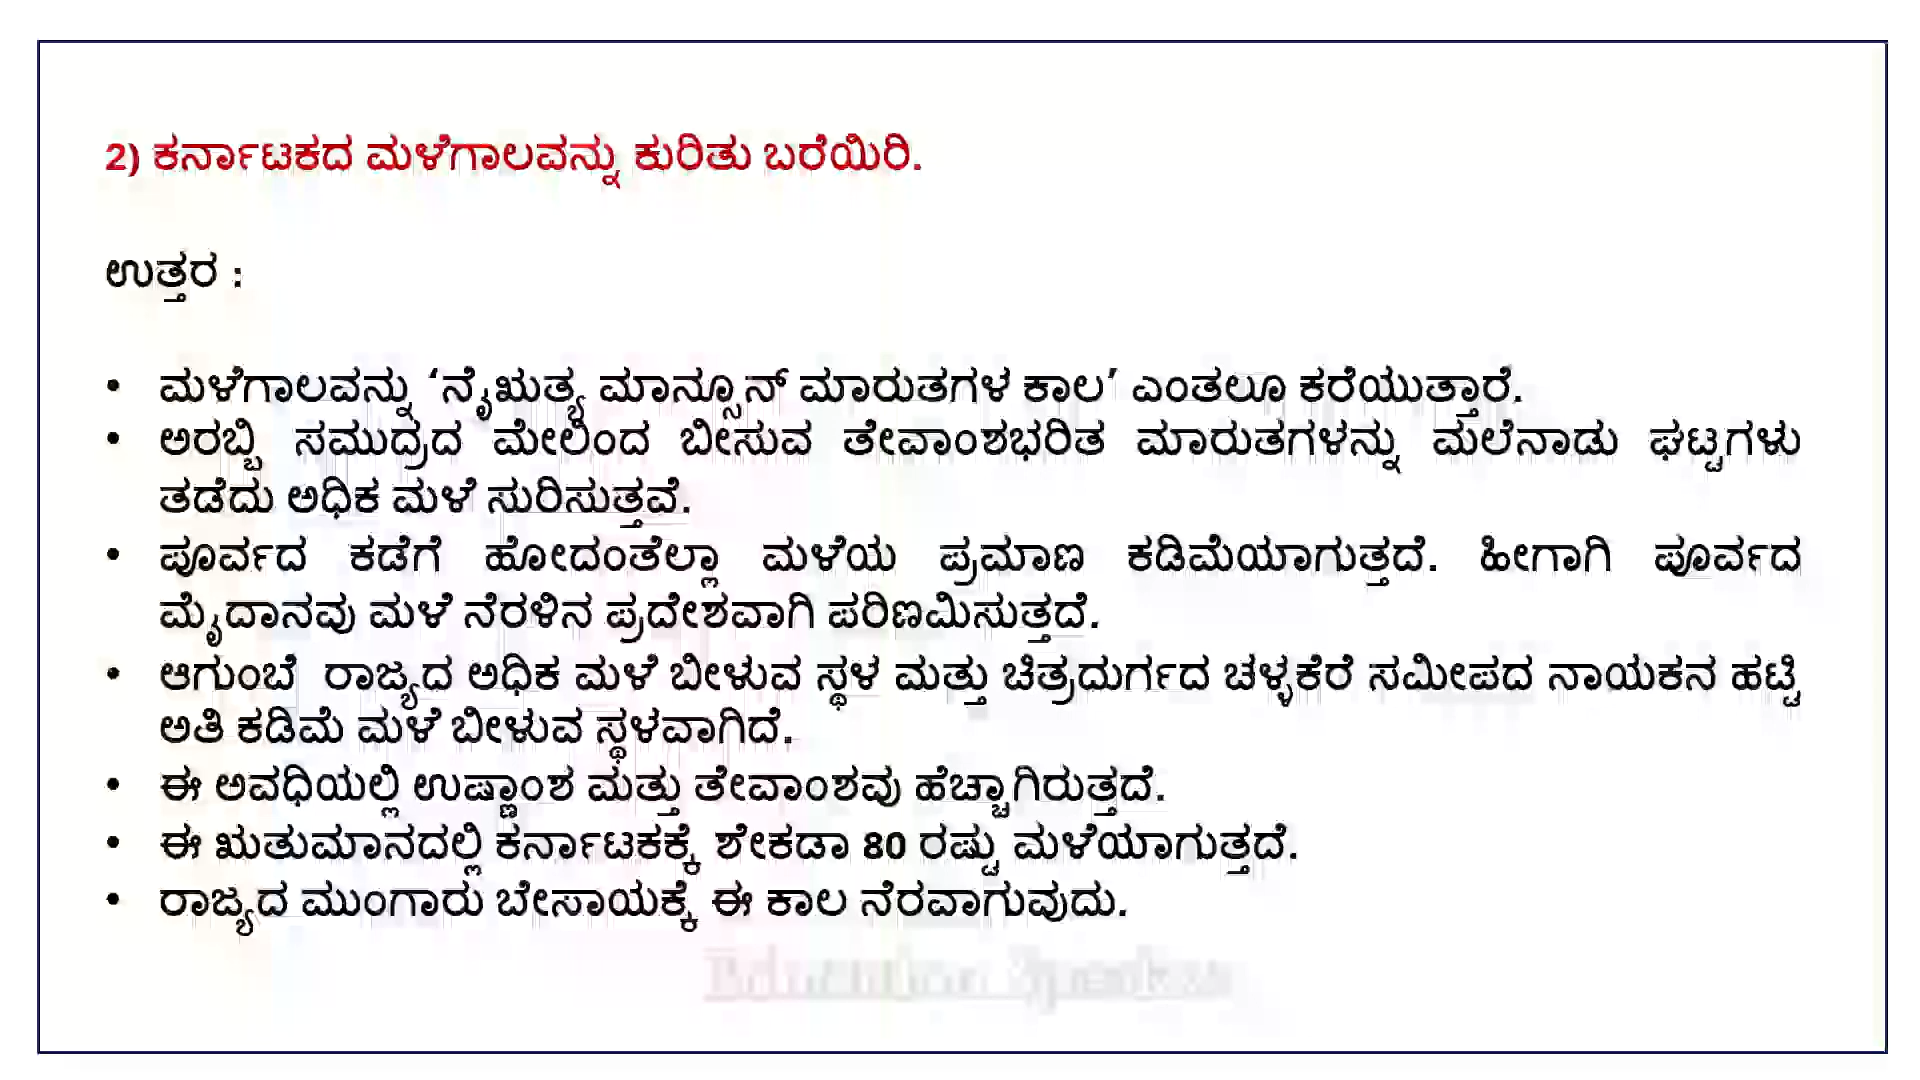 2) ಕರ್ನಾಟಕದ ಮಳೆಗಾಲವನ್ನು ಕುರಿತು ಬರೆಯಿರಿ.
ಉತ್ತರ :
• ಮಳೆಗಾಲವನ್ನು ‘ನೈಋತ್ಯ ಮಾನ್ಸೂನ್ ಮಾರುತಗಳ ಕಾಲ’ ಎಂತಲೂ ಕರೆಯುತ್ತಾರೆ.
• ಅರಬ್ಬಿ ಸಮುದ್ರದ ಮೇಲಿಂದ ಬೀಸುವ ತೇವಾಂಶಭರಿತ ಮಾರುತಗಳನ್ನು ಮಲೆನಾಡು ಘಟ್ಟಗಳು
ತಡೆದು ಅಧಿಕ ಮಳೆ ಸುರಿಸುತ್ತವೆ.
• ಪೂರ್ವದ ಕಡೆಗೆ ಹೋದಂತೆಲ್ಲಾ ಮಳೆಯ ಪ್ರಮಾಣ ಕಡಿಮೆಯಾಗುತ್ತದೆ. ಹೀಗಾಗಿ ಪೂರ್ವದ
ಮೈದಾನವು ಮಳೆ ನೆರಳಿನ ಪ್ರದೇಶವಾಗಿ ಪರಿಣಮಿಸುತ್ತದೆ.
• ಆಗುಂಬೆ ರಾಜ್ಯದ ಅಧಿಕ ಮಳೆ ಬೀಳುವ ಸ್ಥಳ ಮತ್ತು ಚಿತ್ರದುರ್ಗದ ಚಳ್ಳಕೆರೆ ಸಮೀಪದ ನಾಯಕನ ಹಟ್ಟಿ
ಅತಿ ಕಡಿಮೆ ಮಳೆ ಬೀಳುವ ಸ್ಥಳವಾಗಿದೆ.
• ಈ ಅವಧಿಯಲ್ಲಿ ಉಷ್ಣಾಂಶ ಮತ್ತು ತೇವಾಂಶವು ಹೆಚ್ಚಾಗಿರುತ್ತದೆ.
• ಈ ಋತುಮಾನದಲ್ಲಿ ಕರ್ನಾಟಕಕ್ಕೆ ಶೇಕಡಾ 80 ರಷ್ಟು ಮಳೆಯಾಗುತ್ತದೆ.
• ರಾಜ್ಯದ ಮುಂಗಾರು ಬೇಸಾಯಕ್ಕೆ ಈ ಕಾಲ ನೆರವಾಗುವುದು.